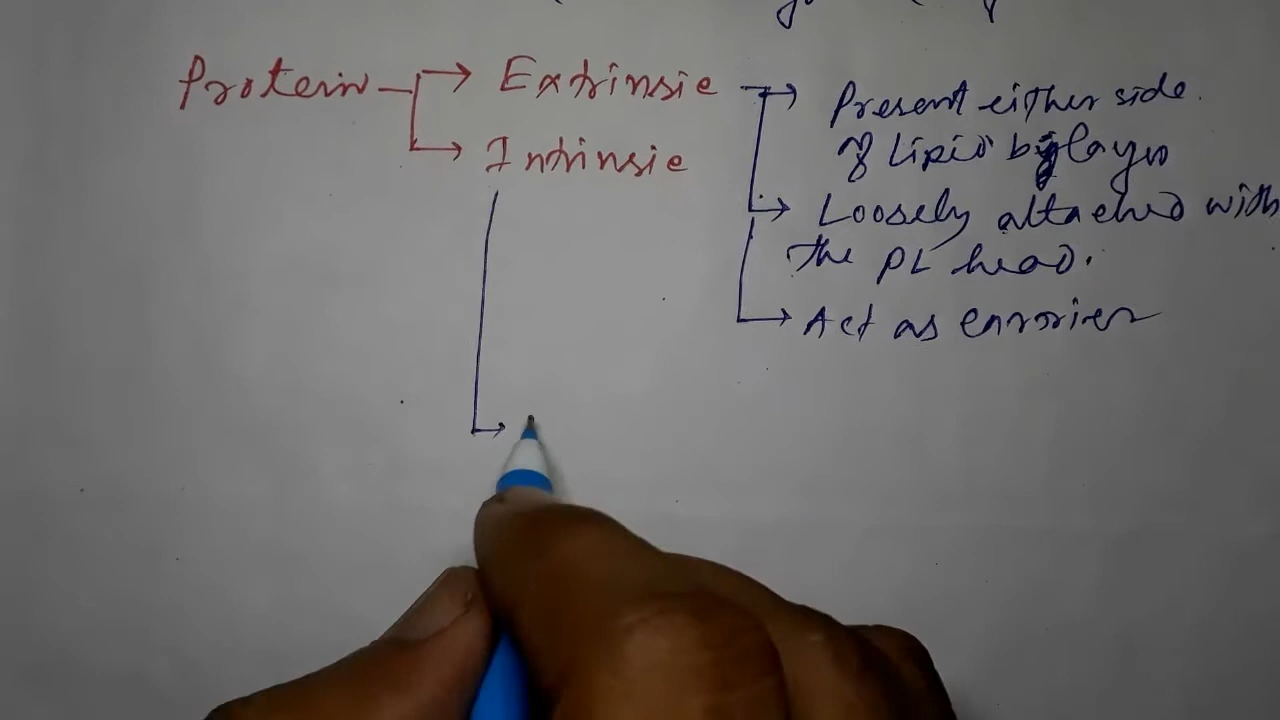 Protein → Extrinsic → Present either side
of lipid bilayer
→ Intrinsic
→ Loosely attached with
the PL head.
→ Act as carrier